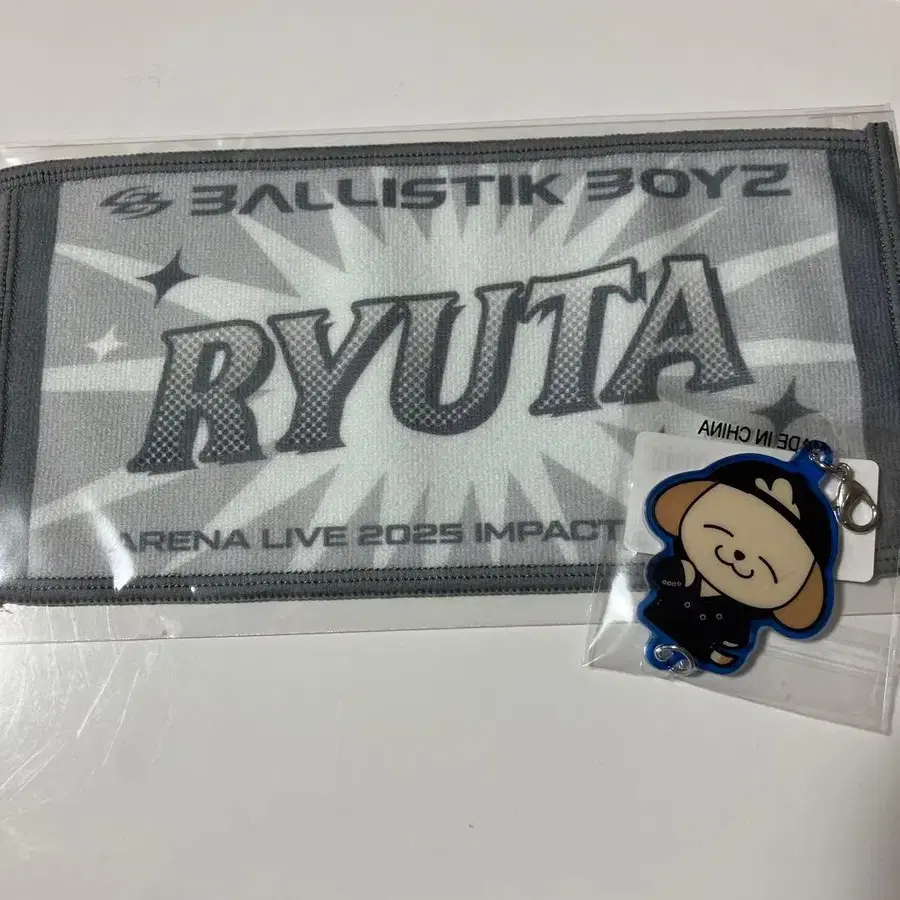 BALLISTIK BOYZ
RYUTA
ARENA LIVE 2025 IMPACT
MADE IN CHINA